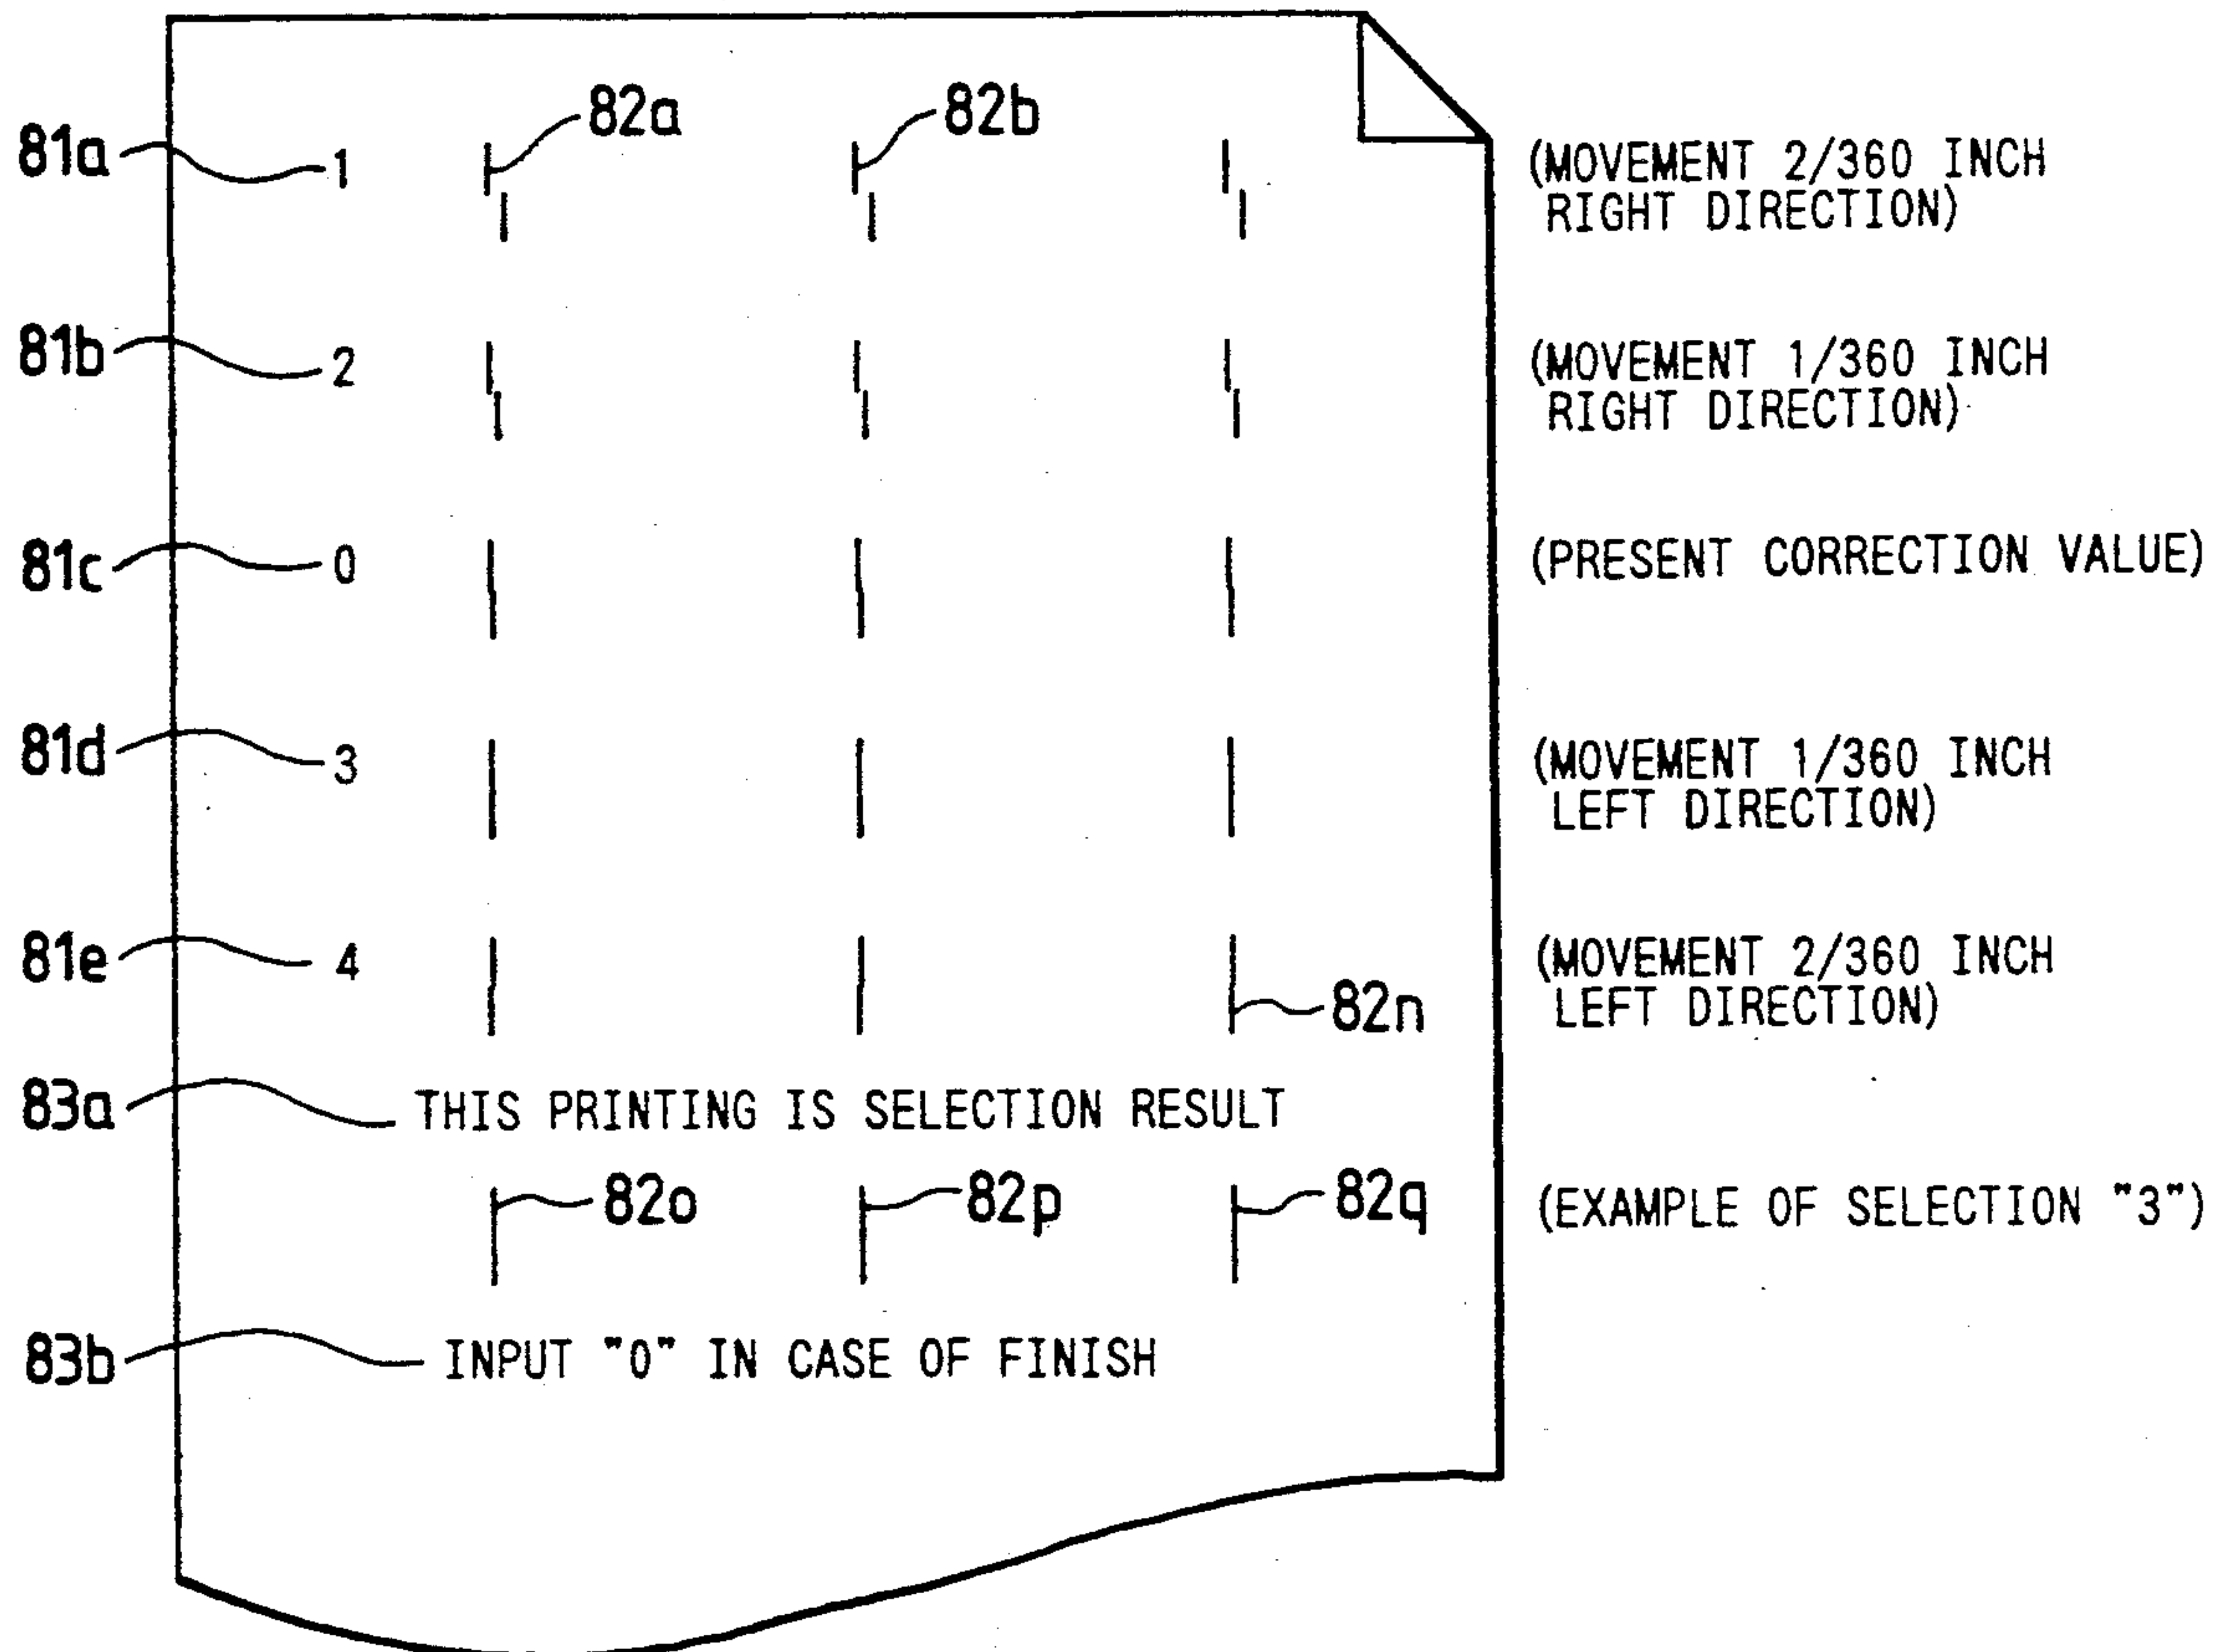 82a 82b
81a 1 (MOVEMENT 2/360 INCH
RIGHT DIRECTION)
81b 2 (MOVEMENT 1/360 INCH
RIGHT DIRECTION)
81c 0 (PRESENT CORRECTION VALUE)
81d 3 (MOVEMENT 1/360 INCH
LEFT DIRECTION)
81e 4 (MOVEMENT 2/360 INCH
LEFT DIRECTION)
82n
83a THIS PRINTING IS SELECTION RESULT
82o 82p 82q (EXAMPLE OF SELECTION "3")
83b INPUT "0" IN CASE OF FINISH